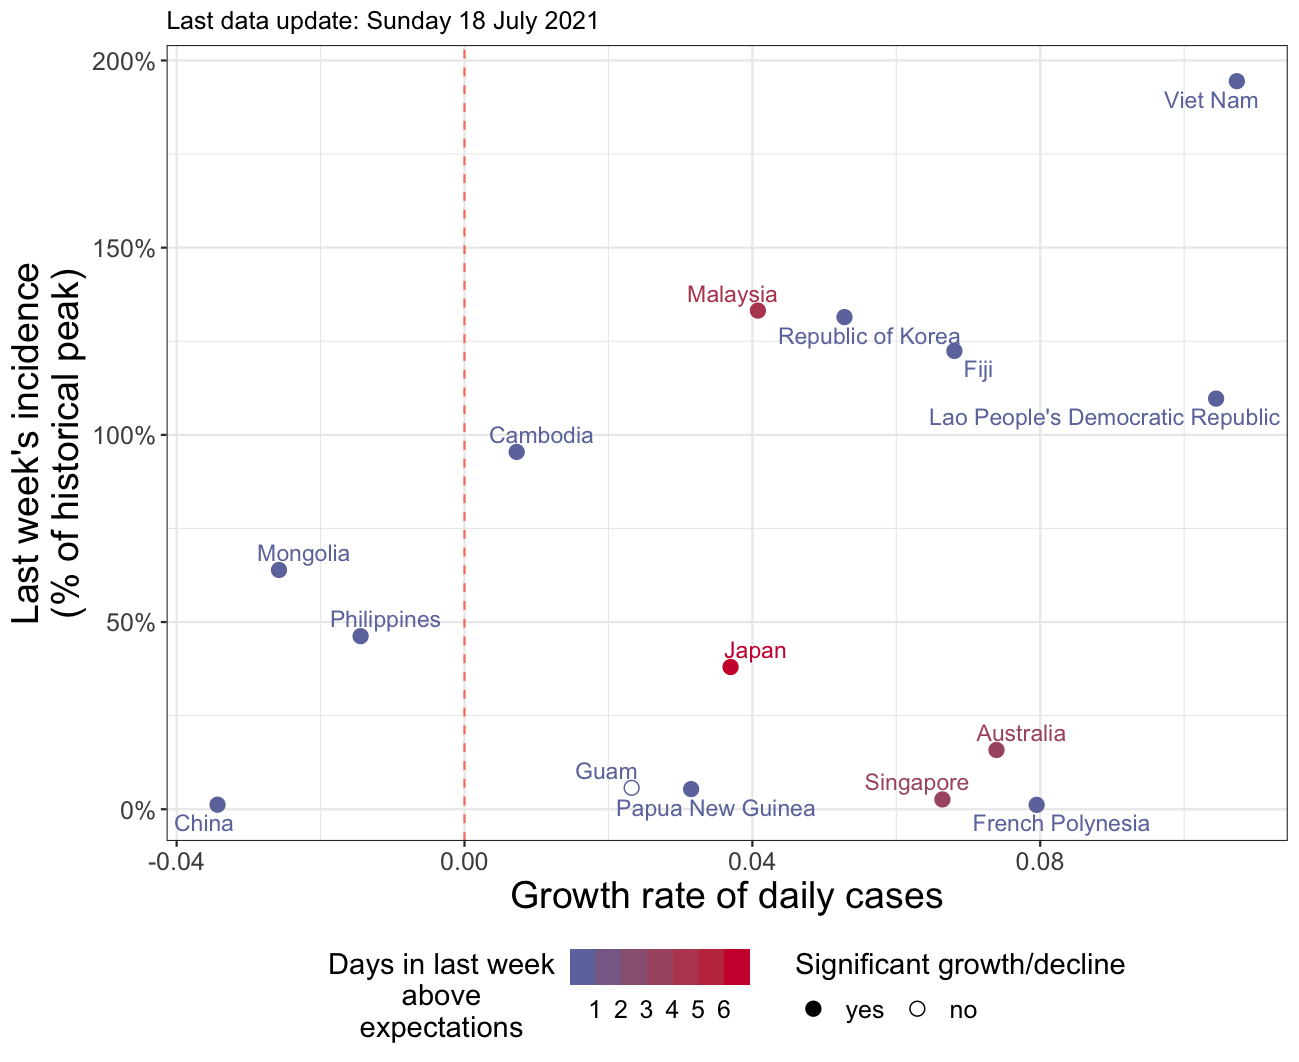 Last data update: Sunday 18 July 2021
Last week's incidence
(% of historical peak)
200%
150%
100%
50%
0%
Viet Nam
Malaysia
Republic of Korea
Fiji
Lao People's Democratic Republic
Cambodia
Mongolia
Philippines
Japan
Australia
Guam
Singapore
Papua New Guinea
China
French Polynesia
-0.04 0.00 0.04 0.08
Growth rate of daily cases
Days in last week
above
expectations
1 2 3 4 5 6
Significant growth/decline
yes no